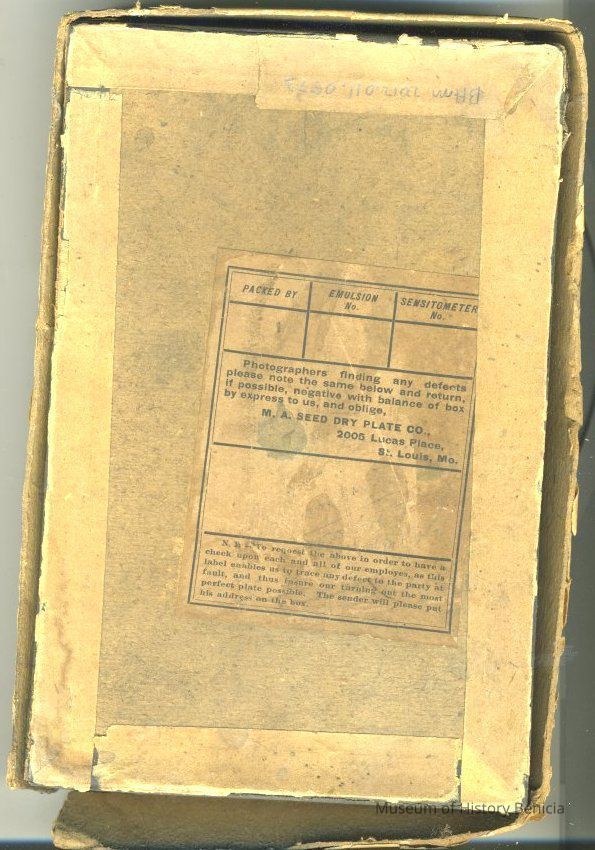 PACKED BY
EMULSION
No.
SENSITOMETER
No.
Photographers finding any defects
please note the same below and return,
if possible, negative with balance of box
by express to us, and oblige,
M. A. SEED DRY PLATE CO.,
2005 Lucas Place,
St. Louis, Mo.
N. B.—To request the above in order to have a
check upon each and all of our employes, as this
label enables us to trace any defect to the party at
fault, and thus insure our turning out the most
perfect plate possible. The sender will please put
his address on the box.
Museum of History Benicia